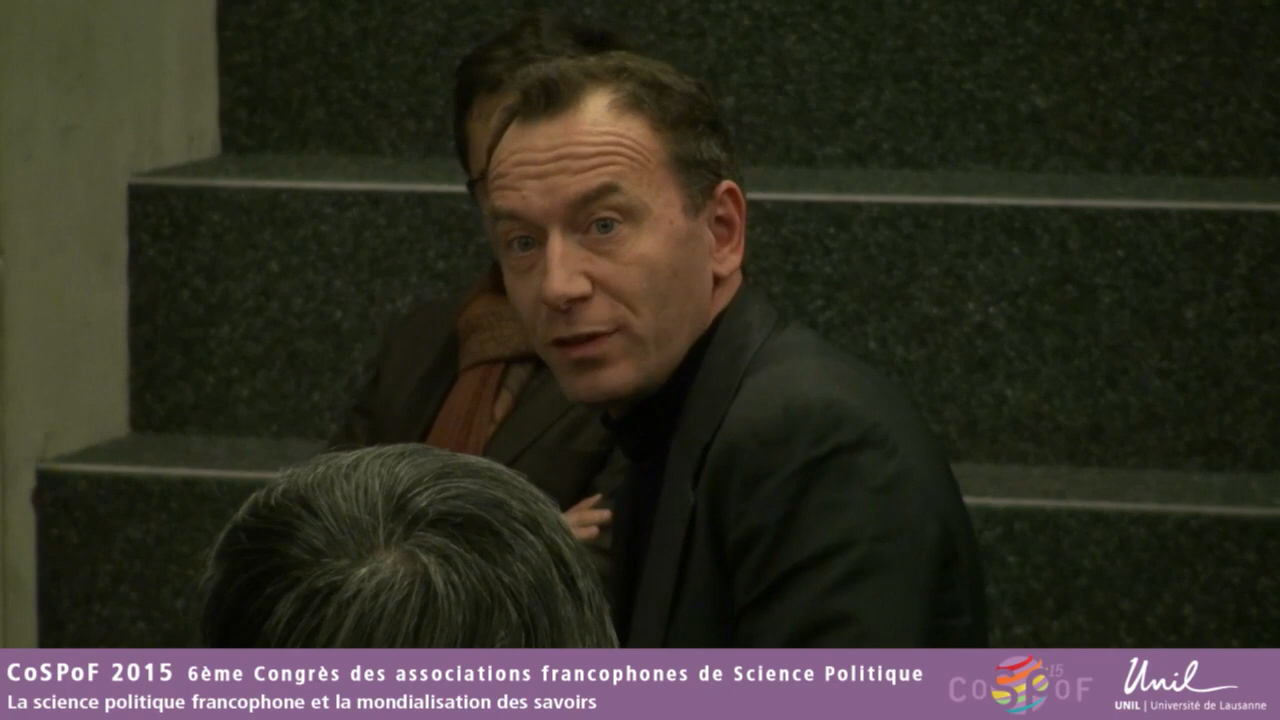 CoSPoF 2015 6ème Congrès des associations francophones de Science Politique
La science politique francophone et la mondialisation des savoirs
CoSPoF '15
Unil
UNIL | Université de Lausanne